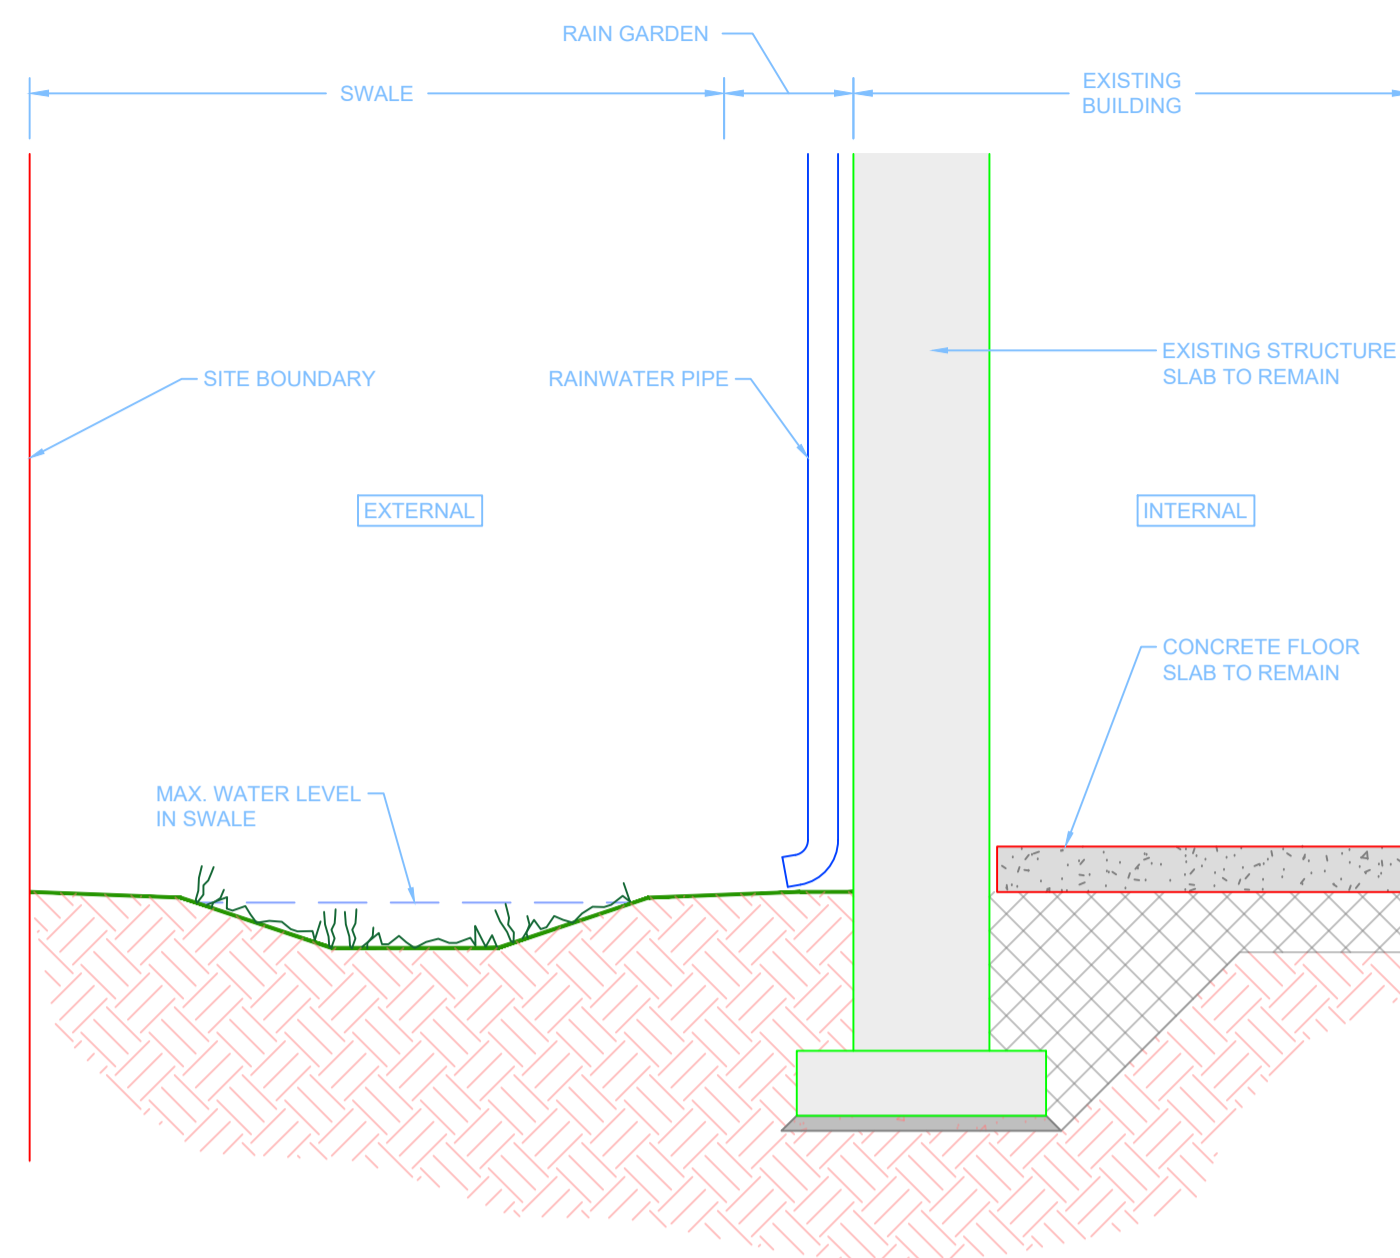 RAIN GARDEN
SWALE
EXISTING
BUILDING
EXISTING STRUCTURE
SLAB TO REMAIN
SITE BOUNDARY
RAINWATER PIPE
EXTERNAL
INTERNAL
CONCRETE FLOOR
SLAB TO REMAIN
MAX. WATER LEVEL
IN SWALE